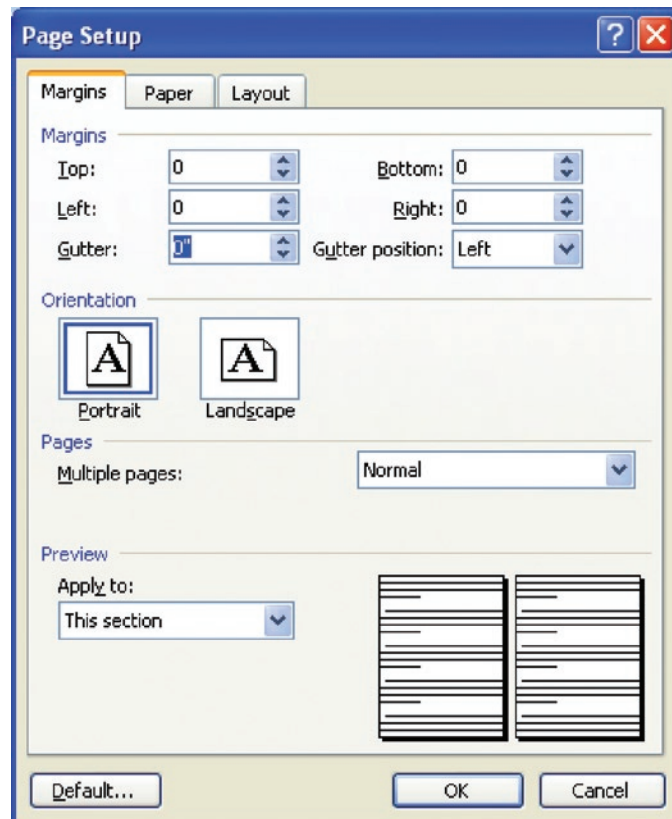 Page Setup ?
Margins Paper Layout
Margins
Top: 0 Bottom: 0
Left: 0 Right: 0
Gutter: 0" Gutter position: Left
Orientation
A A
Portrait Landscape
Pages
Multiple pages: Normal
Preview
Apply to:
This section
Default... OK Cancel